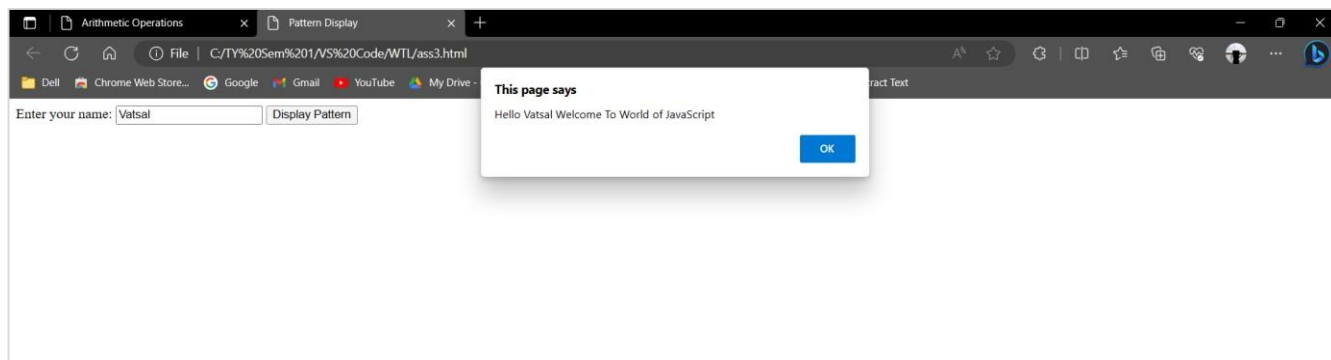 Arithmetic Operations
Pattern Display
File | C:/TY%20Sem%201/VS%20Code/WTL/ass3.html
Dell Chrome Web Store... Google Gmail YouTube My Drive - ract Text
This page says
Hello Vatsal Welcome To World of JavaScript
OK
Enter your name: Vatsal Display Pattern